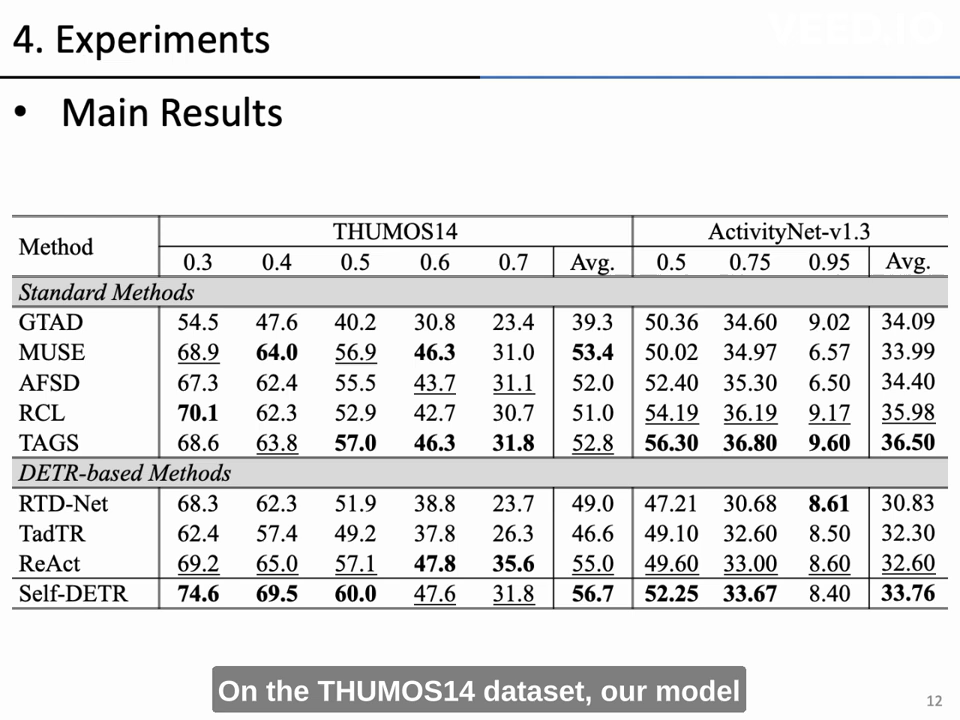 VEED.IO
4. Experiments
• Main Results
Method THUMOS14 ActivityNet-v1.3
0.3 0.4 0.5 0.6 0.7 Avg. 0.5 0.75 0.95 Avg.
Standard Methods
GTAD 54.5 47.6 40.2 30.8 23.4 39.3 50.36 34.60 9.02 34.09
MUSE 68.9 64.0 56.9 46.3 31.0 53.4 50.02 34.97 6.57 33.99
AFSD 67.3 62.4 55.5 43.7 31.1 52.0 52.40 35.30 6.50 34.40
RCL 70.1 62.3 52.9 42.7 30.7 51.0 54.19 36.19 9.17 35.98
TAGS 68.6 63.8 57.0 46.3 31.8 52.8 56.30 36.80 9.60 36.50
DETR-based Methods
RTD-Net 68.3 62.3 51.9 38.8 23.7 49.0 47.21 30.68 8.61 30.83
TadTR 62.4 57.4 49.2 37.8 26.3 46.6 49.10 32.60 8.50 32.30
ReAct 69.2 65.0 57.1 47.8 35.6 55.0 49.60 33.00 8.60 32.60
Self-DETR 74.6 69.5 60.0 47.6 31.8 56.7 52.25 33.67 8.40 33.76
On the THUMOS14 dataset, our model
12